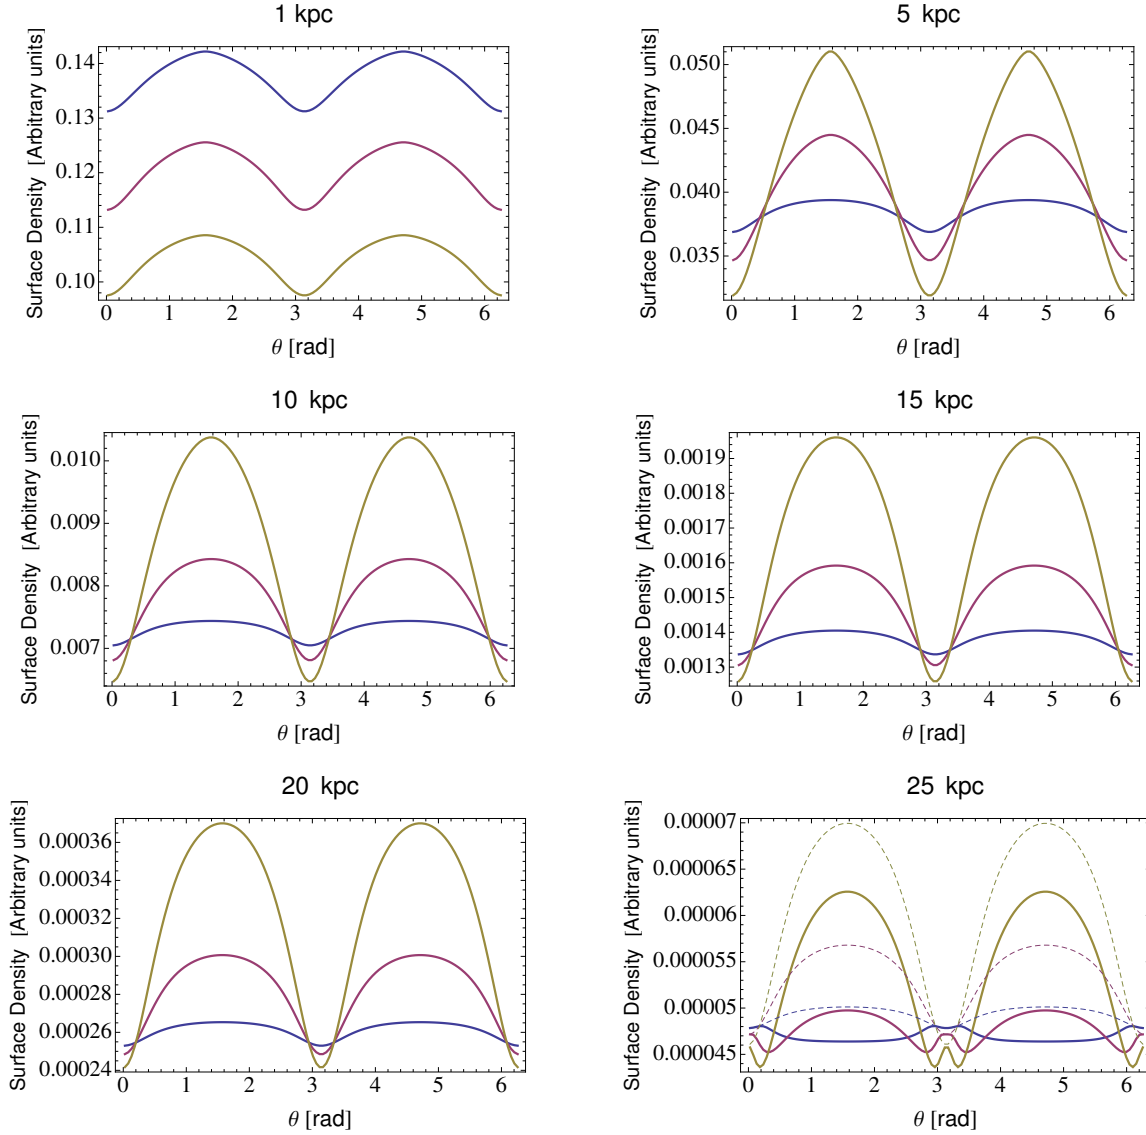 1 kpc
Surface Density [Arbitrary units]
0.14
0.13
0.12
0.11
0.10
0 1 2 3 4 5 6
θ [rad]
5 kpc
Surface Density [Arbitrary units]
0.050
0.045
0.040
0.035
0 1 2 3 4 5 6
θ [rad]
10 kpc
Surface Density [Arbitrary units]
0.010
0.009
0.008
0.007
0 1 2 3 4 5 6
θ [rad]
15 kpc
Surface Density [Arbitrary units]
0.0019
0.0018
0.0017
0.0016
0.0015
0.0014
0.0013
0 1 2 3 4 5 6
θ [rad]
20 kpc
Surface Density [Arbitrary units]
0.00036
0.00034
0.00032
0.00030
0.00028
0.00026
0.00024
0 1 2 3 4 5 6
θ [rad]
25 kpc
Surface Density [Arbitrary units]
0.00007
0.000065
0.00006
0.000055
0.00005
0.000045
0 1 2 3 4 5 6
θ [rad]